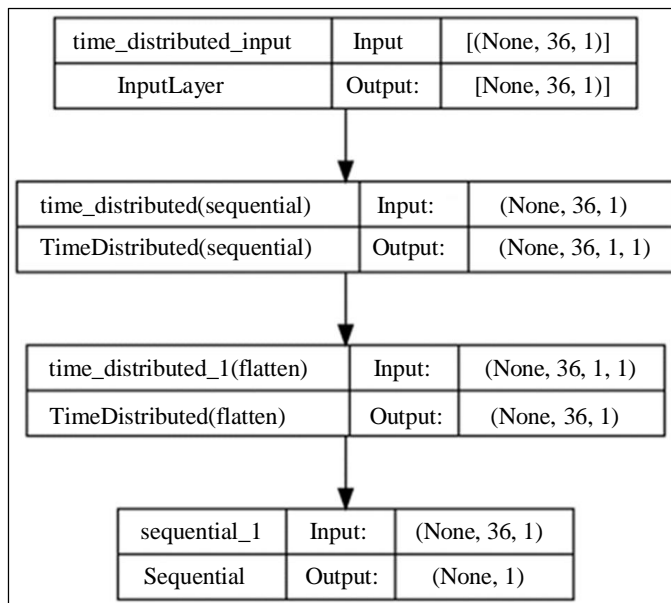 time_distributed_input Input [(None, 36, 1)]
InputLayer Output: [None, 36, 1)]
time_distributed(sequential) Input: (None, 36, 1)
TimeDistributed(sequential) Output: (None, 36, 1, 1)
time_distributed_1(flatten) Input: (None, 36, 1, 1)
TimeDistributed(flatten) Output: (None, 36, 1)
sequential_1 Input: (None, 36, 1)
Sequential Output: (None, 1)